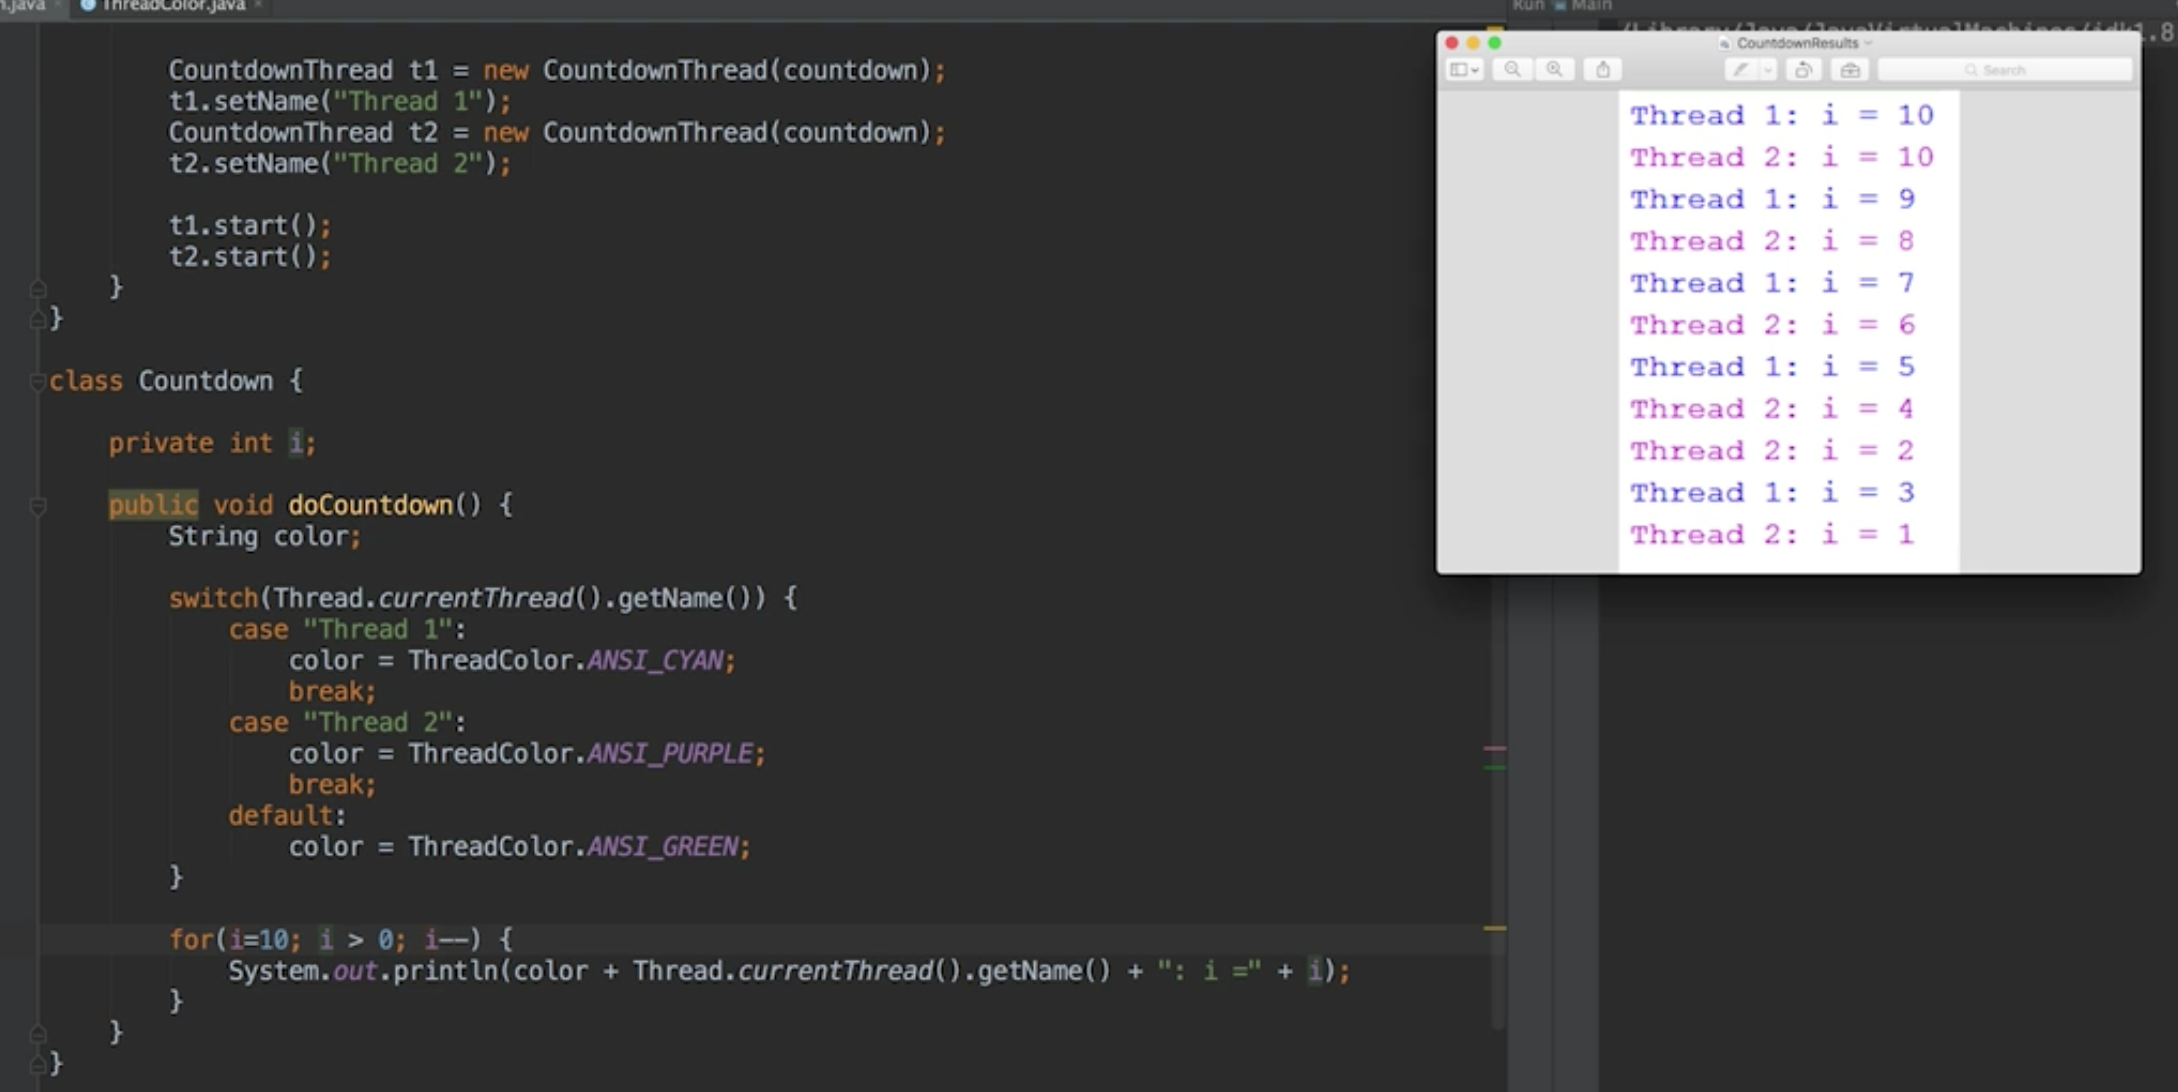 n.java
ThreadColor.java
CountdownThread t1 = new CountdownThread(countdown);
t1.setName("Thread 1");
CountdownThread t2 = new CountdownThread(countdown);
t2.setName("Thread 2");
t1.start();
t2.start();
}
}
class Countdown {
private int i;
public void doCountdown() {
String color;
switch(Thread.currentThread().getName()) {
case "Thread 1":
color = ThreadColor.ANSI_CYAN;
break;
case "Thread 2":
color = ThreadColor.ANSI_PURPLE;
break;
default:
color = ThreadColor.ANSI_GREEN;
}
for(i=10; i > 0; i--) {
System.out.println(color + Thread.currentThread().getName() + ": i =" + i);
}
}
}
Run Main
/Library/Java/JavaVirtualMachines/jdk1.8
CountdownResults
Search
Thread 1: i = 10
Thread 2: i = 10
Thread 1: i = 9
Thread 2: i = 8
Thread 1: i = 7
Thread 2: i = 6
Thread 1: i = 5
Thread 2: i = 4
Thread 2: i = 2
Thread 1: i = 3
Thread 2: i = 1